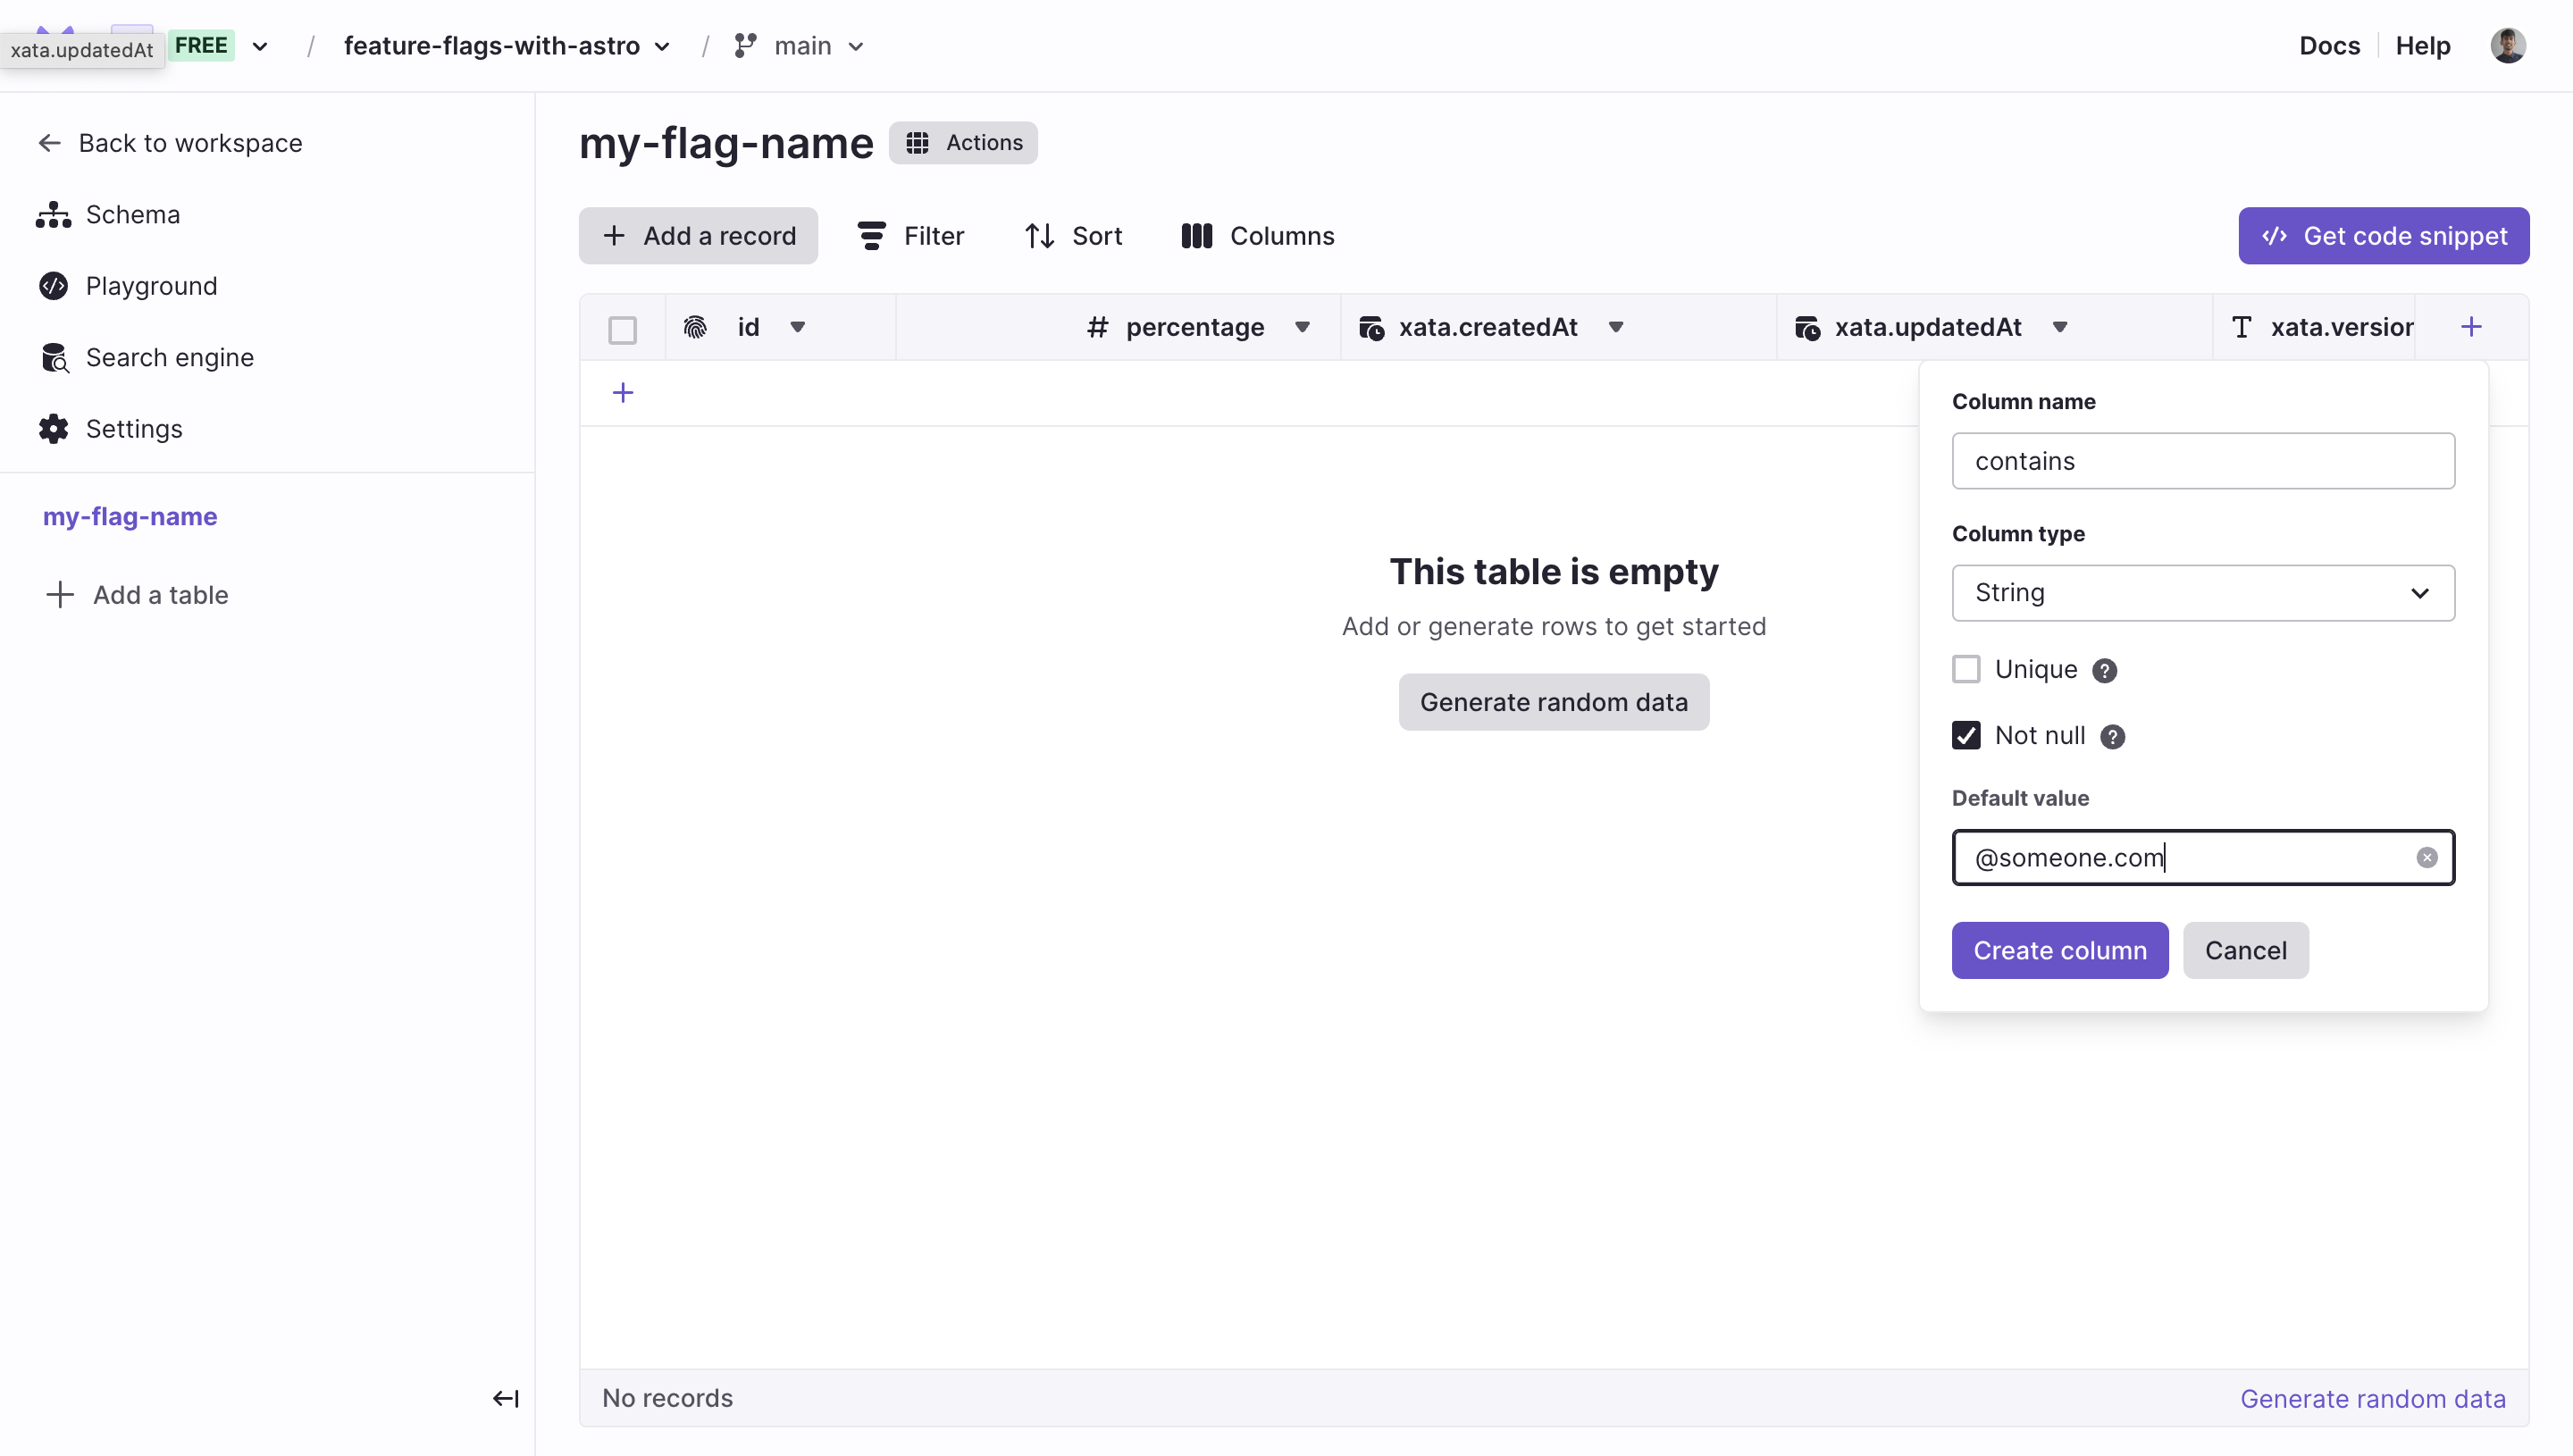 xata.updatedAt
FREE
/ feature-flags-with-astro / main
Docs Help
Back to workspace
Schema
Playground
Search engine
Settings
my-flag-name
Add a table
my-flag-name Actions
Add a record Filter Sort Columns Get code snippet
id percentage xata.createdAt xata.updatedAt xata.version
This table is empty
Add or generate rows to get started
Generate random data
Column name
contains
Column type
String
Unique
Not null
Default value
@someone.com
Create column Cancel
No records Generate random data